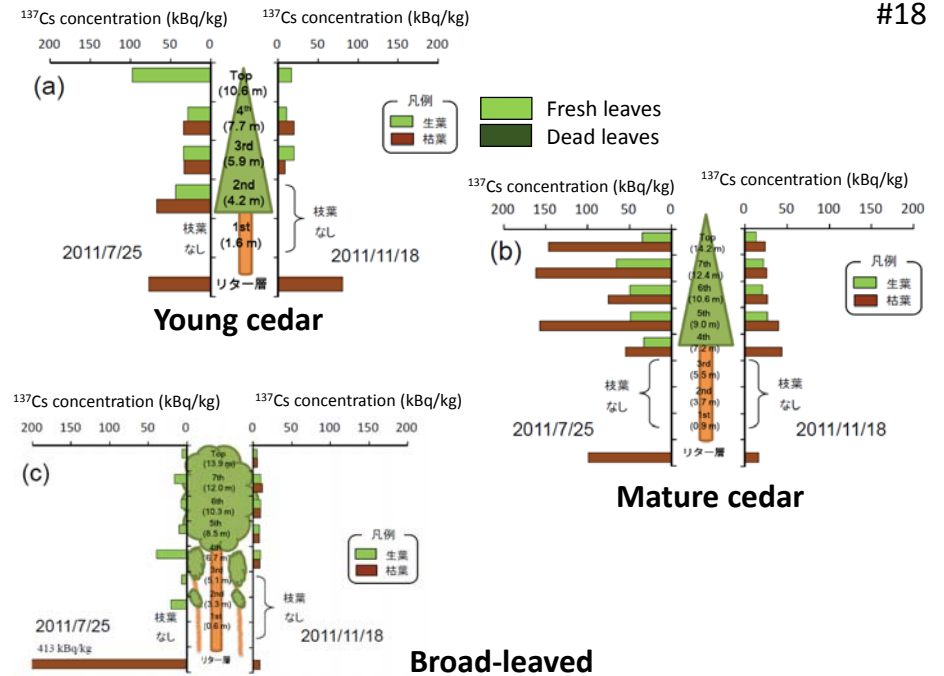 #18
137Cs concentration (kBq/kg)
137Cs concentration (kBq/kg)
200 150 100 50 0
0 50 100 150 200
(a)
Top
(10.6 m)
4th
(7.7 m)
3rd
(5.9 m)
2nd
(4.2 m)
1st
(1.6 m)
リター層
枝葉
なし
枝葉
なし
2011/7/25
2011/11/18
凡例
生葉
枯葉
Fresh leaves
Dead leaves
Young cedar
137Cs concentration (kBq/kg)
137Cs concentration (kBq/kg)
200 150 100 50 0
0 50 100 150 200
(b)
Top
(14.2 m)
7th
(12.4 m)
6th
(10.6 m)
5th
(9.0 m)
4th
(7.2 m)
3rd
(5.5 m)
2nd
(3.7 m)
1st
(0.9 m)
リター層
枝葉
なし
枝葉
なし
2011/7/25
2011/11/18
凡例
生葉
枯葉
Mature cedar
137Cs concentration (kBq/kg)
137Cs concentration (kBq/kg)
200 150 100 50 0
0 50 100 150 200
(c)
Top
(13.9 m)
7th
(12.0 m)
6th
(10.3 m)
5th
(8.5 m)
4th
(6.7 m)
3rd
(5.1 m)
2nd
(3.3 m)
1st
(0.6 m)
リター層
枝葉
なし
枝葉
なし
2011/7/25
413 kBq/kg
2011/11/18
凡例
生葉
枯葉
Broad-leaved